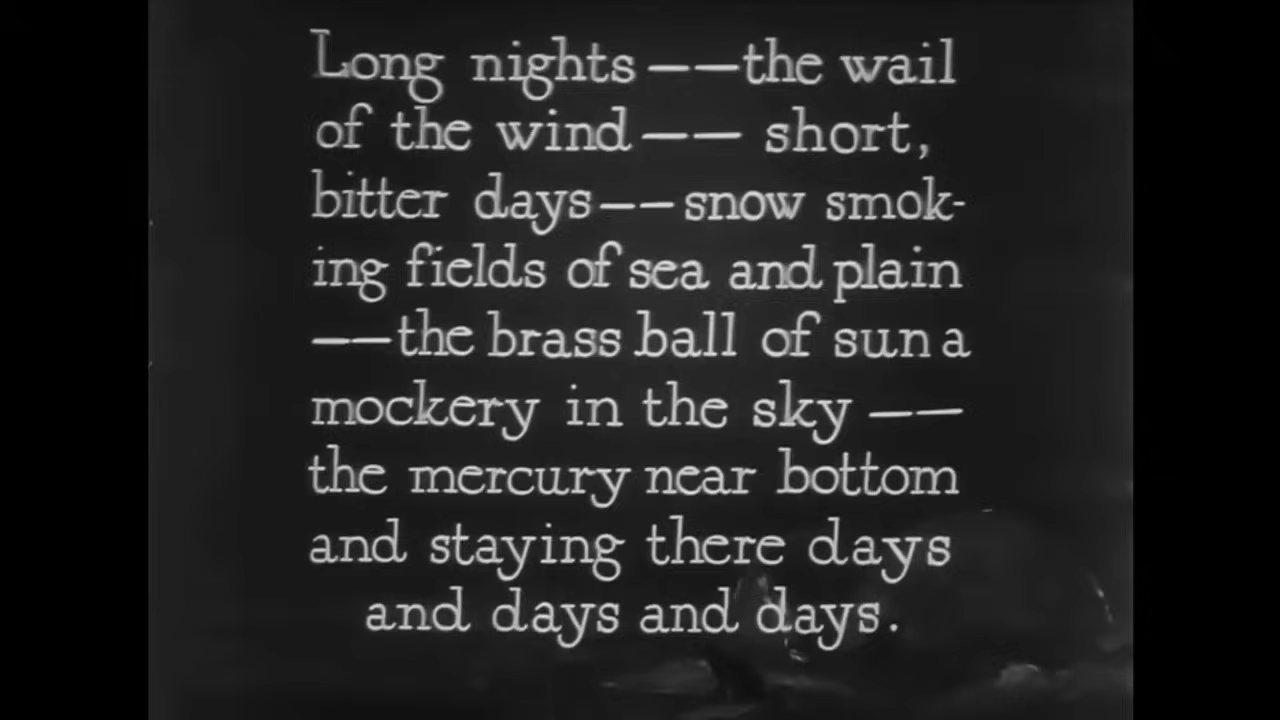 Long nights ——the wail
of the wind —— short,
bitter days——snow smok-
ing fields of sea and plain
——the brass ball of sun a
mockery in the sky ——
the mercury near bottom
and staying there days
and days and days.